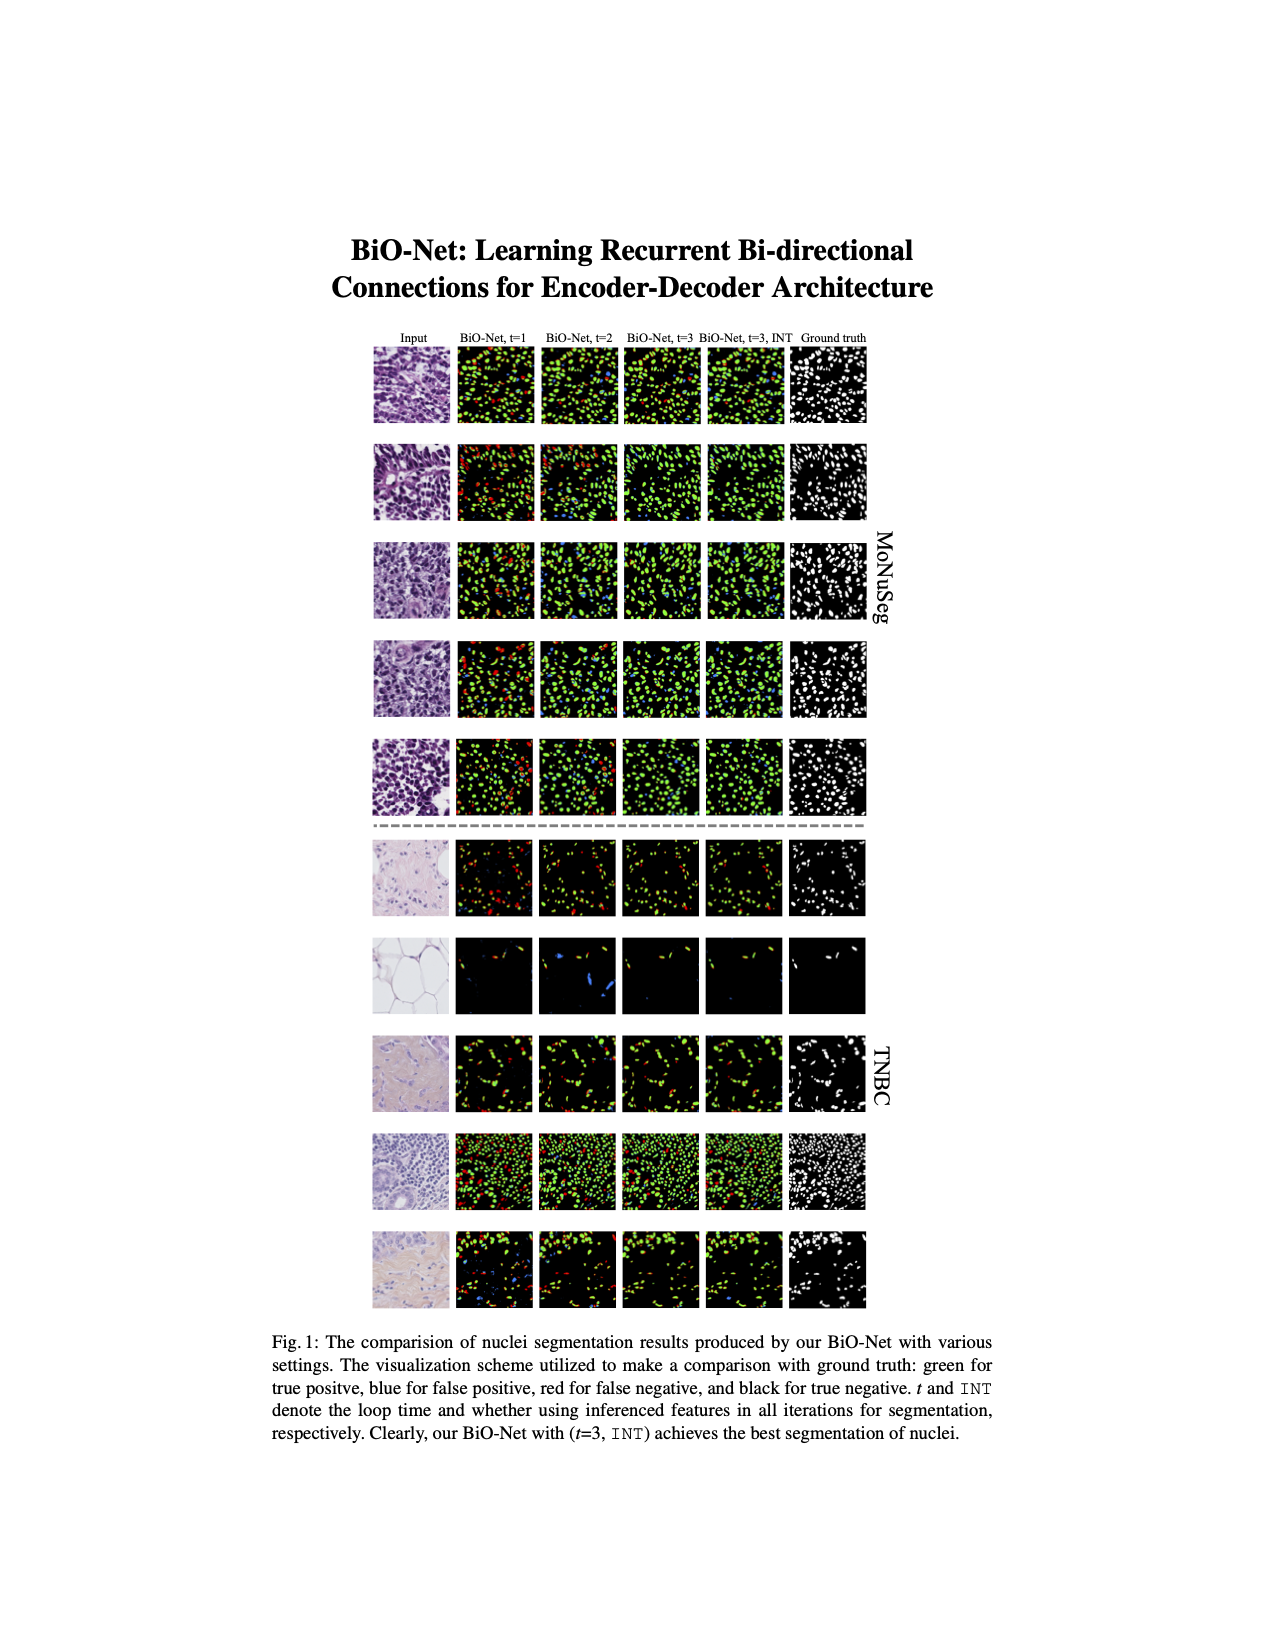 BiO-Net: Learning Recurrent Bi-directional
Connections for Encoder-Decoder Architecture
Input BiO-Net, t=1 BiO-Net, t=2 BiO-Net, t=3 BiO-Net, t=3, INT Ground truth
MoNuSeg
TNBC
Fig. 1: The comparision of nuclei segmentation results produced by our BiO-Net with various
settings. The visualization scheme utilized to make a comparison with ground truth: green for
true positve, blue for false positive, red for false negative, and black for true negative. t and INT
denote the loop time and whether using inferenced features in all iterations for segmentation,
respectively. Clearly, our BiO-Net with (t=3, INT) achieves the best segmentation of nuclei.